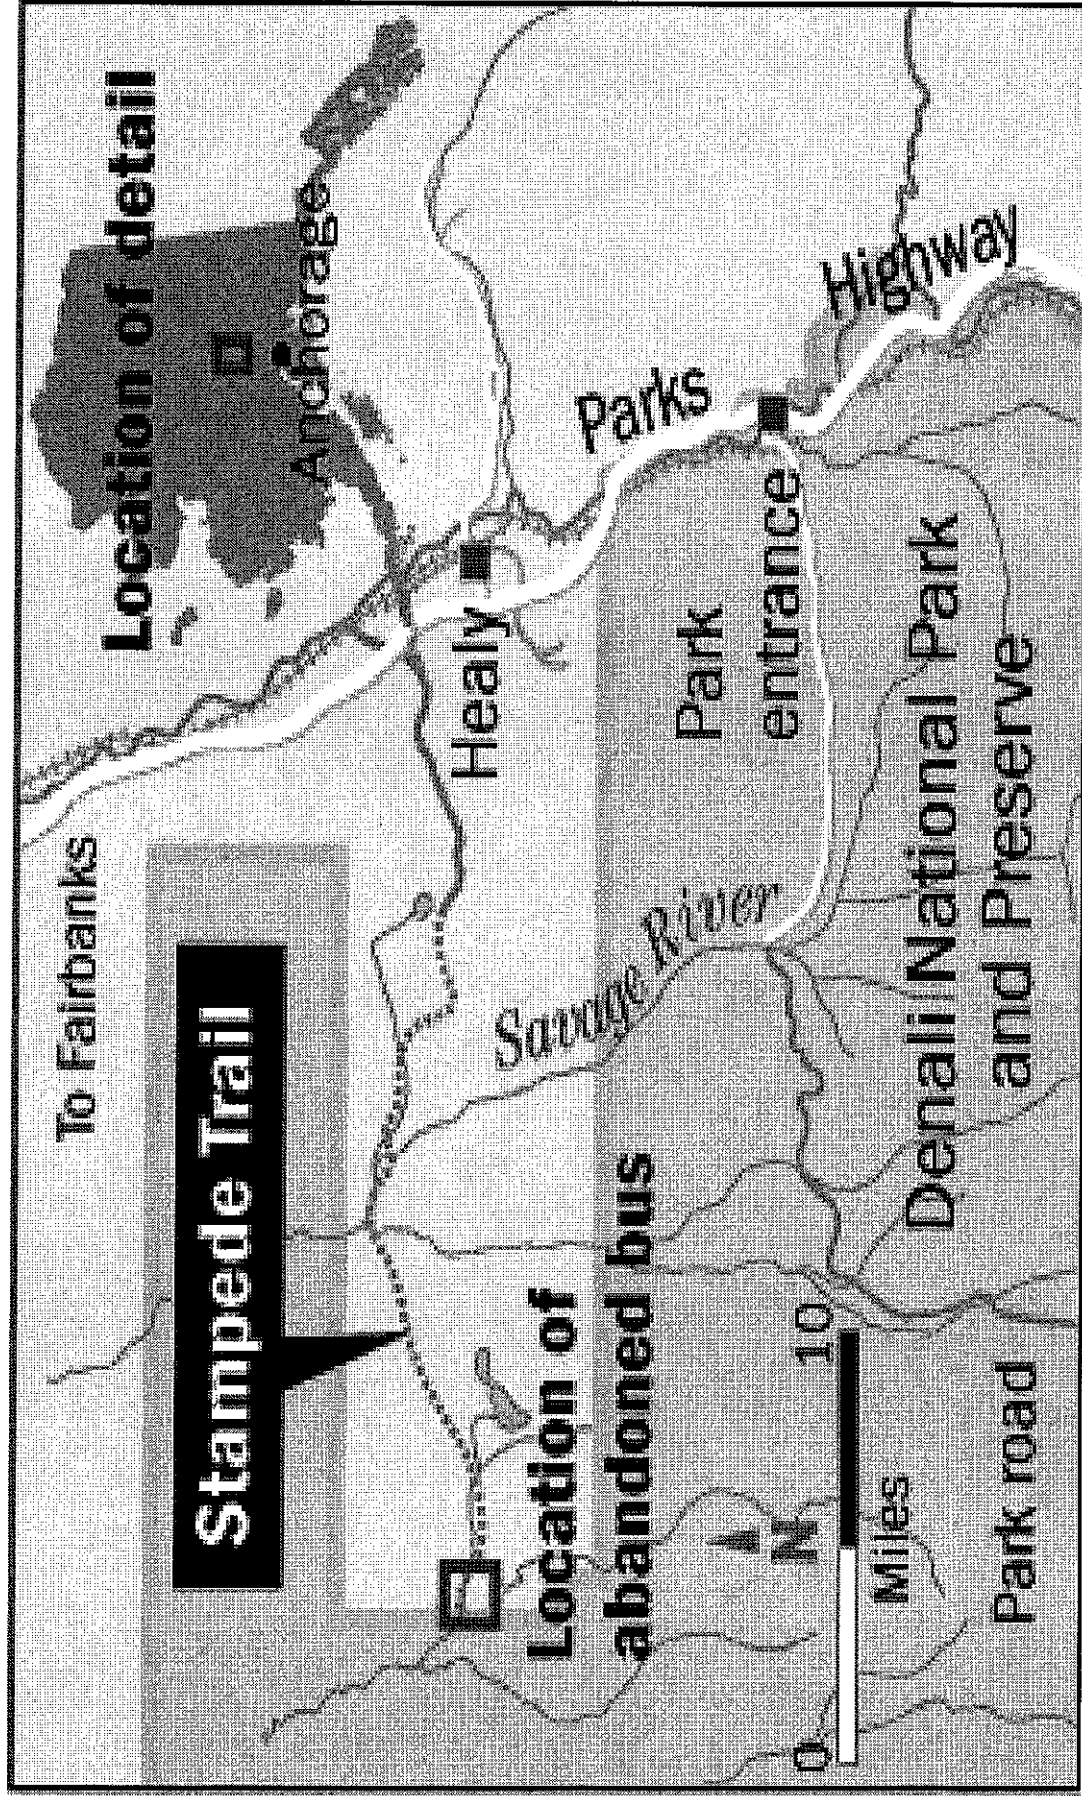 To Fairbanks
Location of detail
Anchorage
Stampede Trail
Healy
Parks
Highway
Savage River
Park
entrance
Location of
abandoned bus
Denali National Park
and Preserve
N
0
10
Miles
Park road